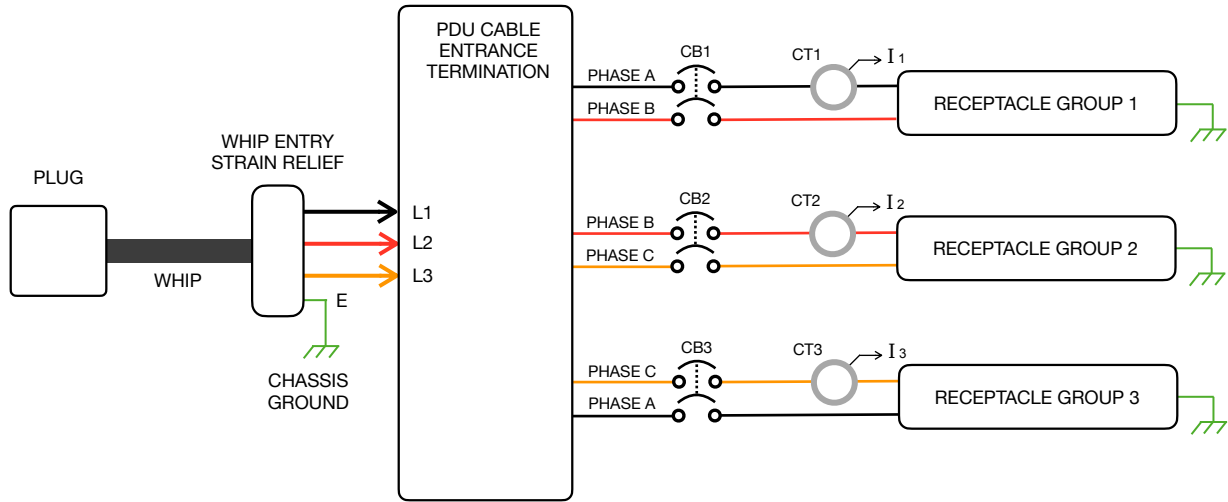 PLUG
WHIP
WHIP ENTRY
STRAIN RELIEF
E
CHASSIS
GROUND
PDU CABLE
ENTRANCE
TERMINATION
L1
L2
L3
PHASE A
PHASE B
CB1
CT1
I 1
RECEPTACLE GROUP 1
PHASE B
PHASE C
CB2
CT2
I 2
RECEPTACLE GROUP 2
PHASE C
PHASE A
CB3
CT3
I 3
RECEPTACLE GROUP 3